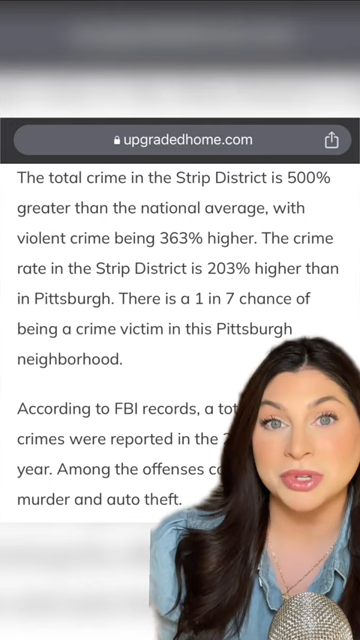 upgradedhome.com
The total crime in the Strip District is 500%
greater than the national average, with
violent crime being 363% higher. The crime
rate in the Strip District is 203% higher than
in Pittsburgh. There is a 1 in 7 chance of
being a crime victim in this Pittsburgh
neighborhood.
According to FBI records, a
crimes were reported in the
year. Among the offenses
murder and auto theft.